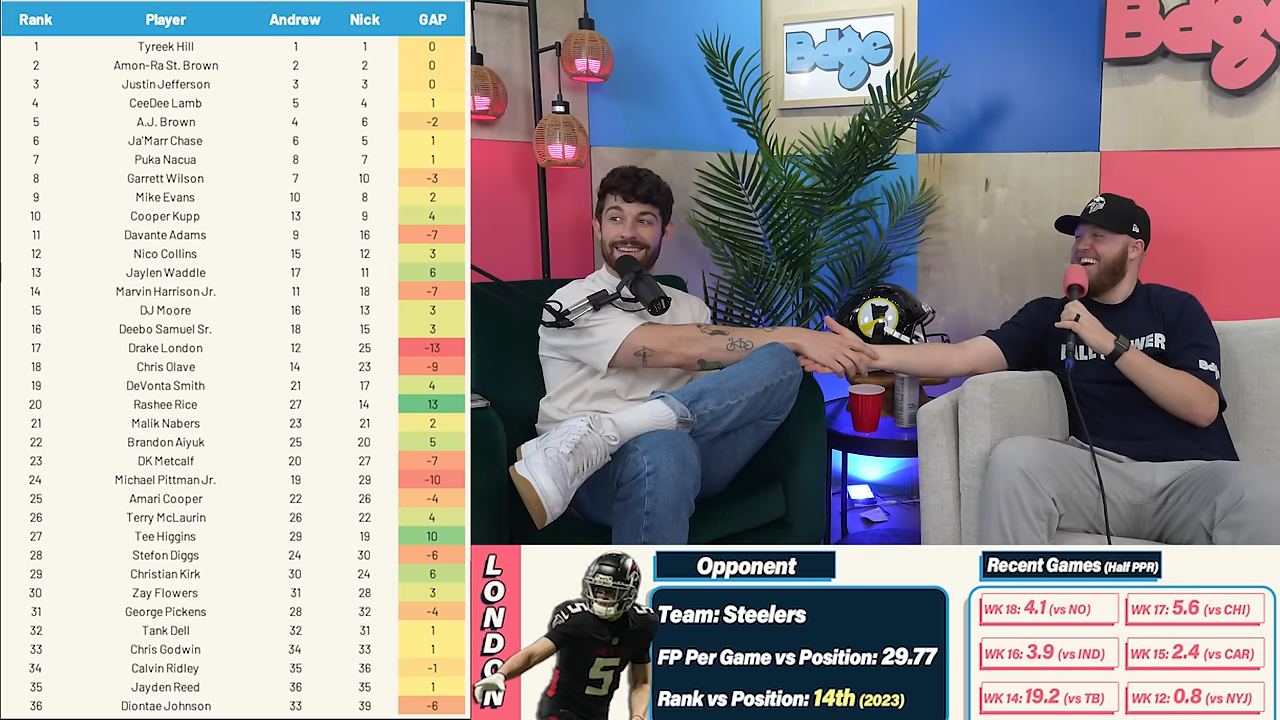 Rank Player Andrew Nick GAP
1 Tyreek Hill 1 1 0
2 Amon-Ra St. Brown 2 2 0
3 Justin Jefferson 3 3 0
4 CeeDee Lamb 5 4 1
5 A.J. Brown 4 6 -2
6 Ja'Marr Chase 6 5 1
7 Puka Nacua 8 7 1
8 Garrett Wilson 7 10 -3
9 Mike Evans 10 8 2
10 Cooper Kupp 13 9 4
11 Davante Adams 9 16 -7
12 Nico Collins 15 12 3
13 Jaylen Waddle 17 11 6
14 Marvin Harrison Jr. 11 18 -7
15 DJ Moore 16 13 3
16 Deebo Samuel Sr. 18 15 3
17 Drake London 12 25 -13
18 Chris Olave 14 23 -9
19 DeVonta Smith 21 17 4
20 Rashee Rice 27 14 13
21 Malik Nabers 23 21 2
22 Brandon Aiyuk 25 20 5
23 DK Metcalf 20 27 -7
24 Michael Pittman Jr. 19 29 -10
25 Amari Cooper 22 26 -4
26 Terry McLaurin 26 22 4
27 Tee Higgins 29 19 10
28 Stefon Diggs 24 30 -6
29 Christian Kirk 30 24 6
30 Zay Flowers 31 28 3
31 George Pickens 28 32 -4
32 Tank Dell 32 31 1
33 Chris Godwin 34 33 1
34 Calvin Ridley 35 36 -1
35 Jayden Reed 36 35 1
36 Diontae Johnson 33 39 -6
Bdge
Bdge
Bdge
LONDON
5
Opponent
Team: Steelers
FP Per Game vs Position: 29.77
Rank vs Position: 14th (2023)
Recent Games (Half PPR)
WK 18: 4.1 (vs NO) WK 17: 5.6 (vs CHI)
WK 16: 3.9 (vs IND) WK 15: 2.4 (vs CAR)
WK 14: 19.2 (vs TB) WK 12: 0.8 (vs NYJ)